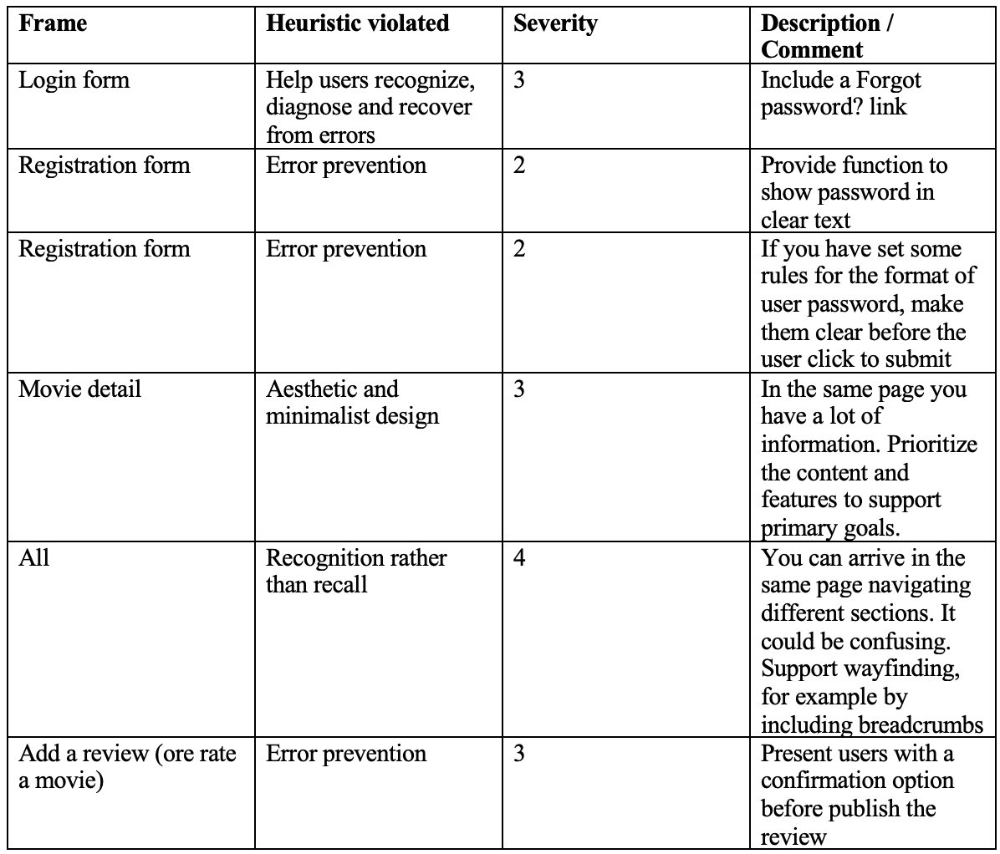 Frame
Heuristic violated
Severity
Description /
Comment
Login form
Help users recognize,
diagnose and recover
from errors
3
Include a Forgot
password? link
Registration form
Error prevention
2
Provide function to
show password in
clear text
Registration form
Error prevention
2
If you have set some
rules for the format of
user password, make
them clear before the
user click to submit
Movie detail
Aesthetic and
minimalist design
3
In the same page you
have a lot of
information. Prioritize
the content and
features to support
primary goals.
All
Recognition rather
than recall
4
You can arrive in the
same page navigating
different sections. It
could be confusing.
Support wayfinding,
for example by
including breadcrumbs
Add a review (ore rate
a movie)
Error prevention
3
Present users with a
confirmation option
before publish the
review